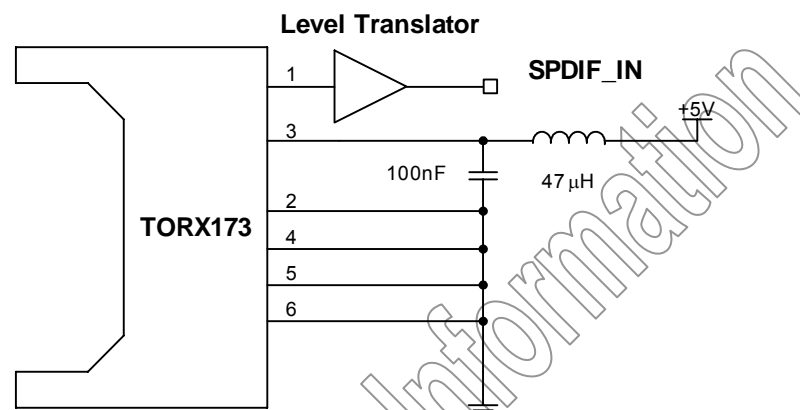 Level Translator
1
SPDIF_IN
+5V
3
100nF
47 μH
2
TORX173
4
5
6
Information